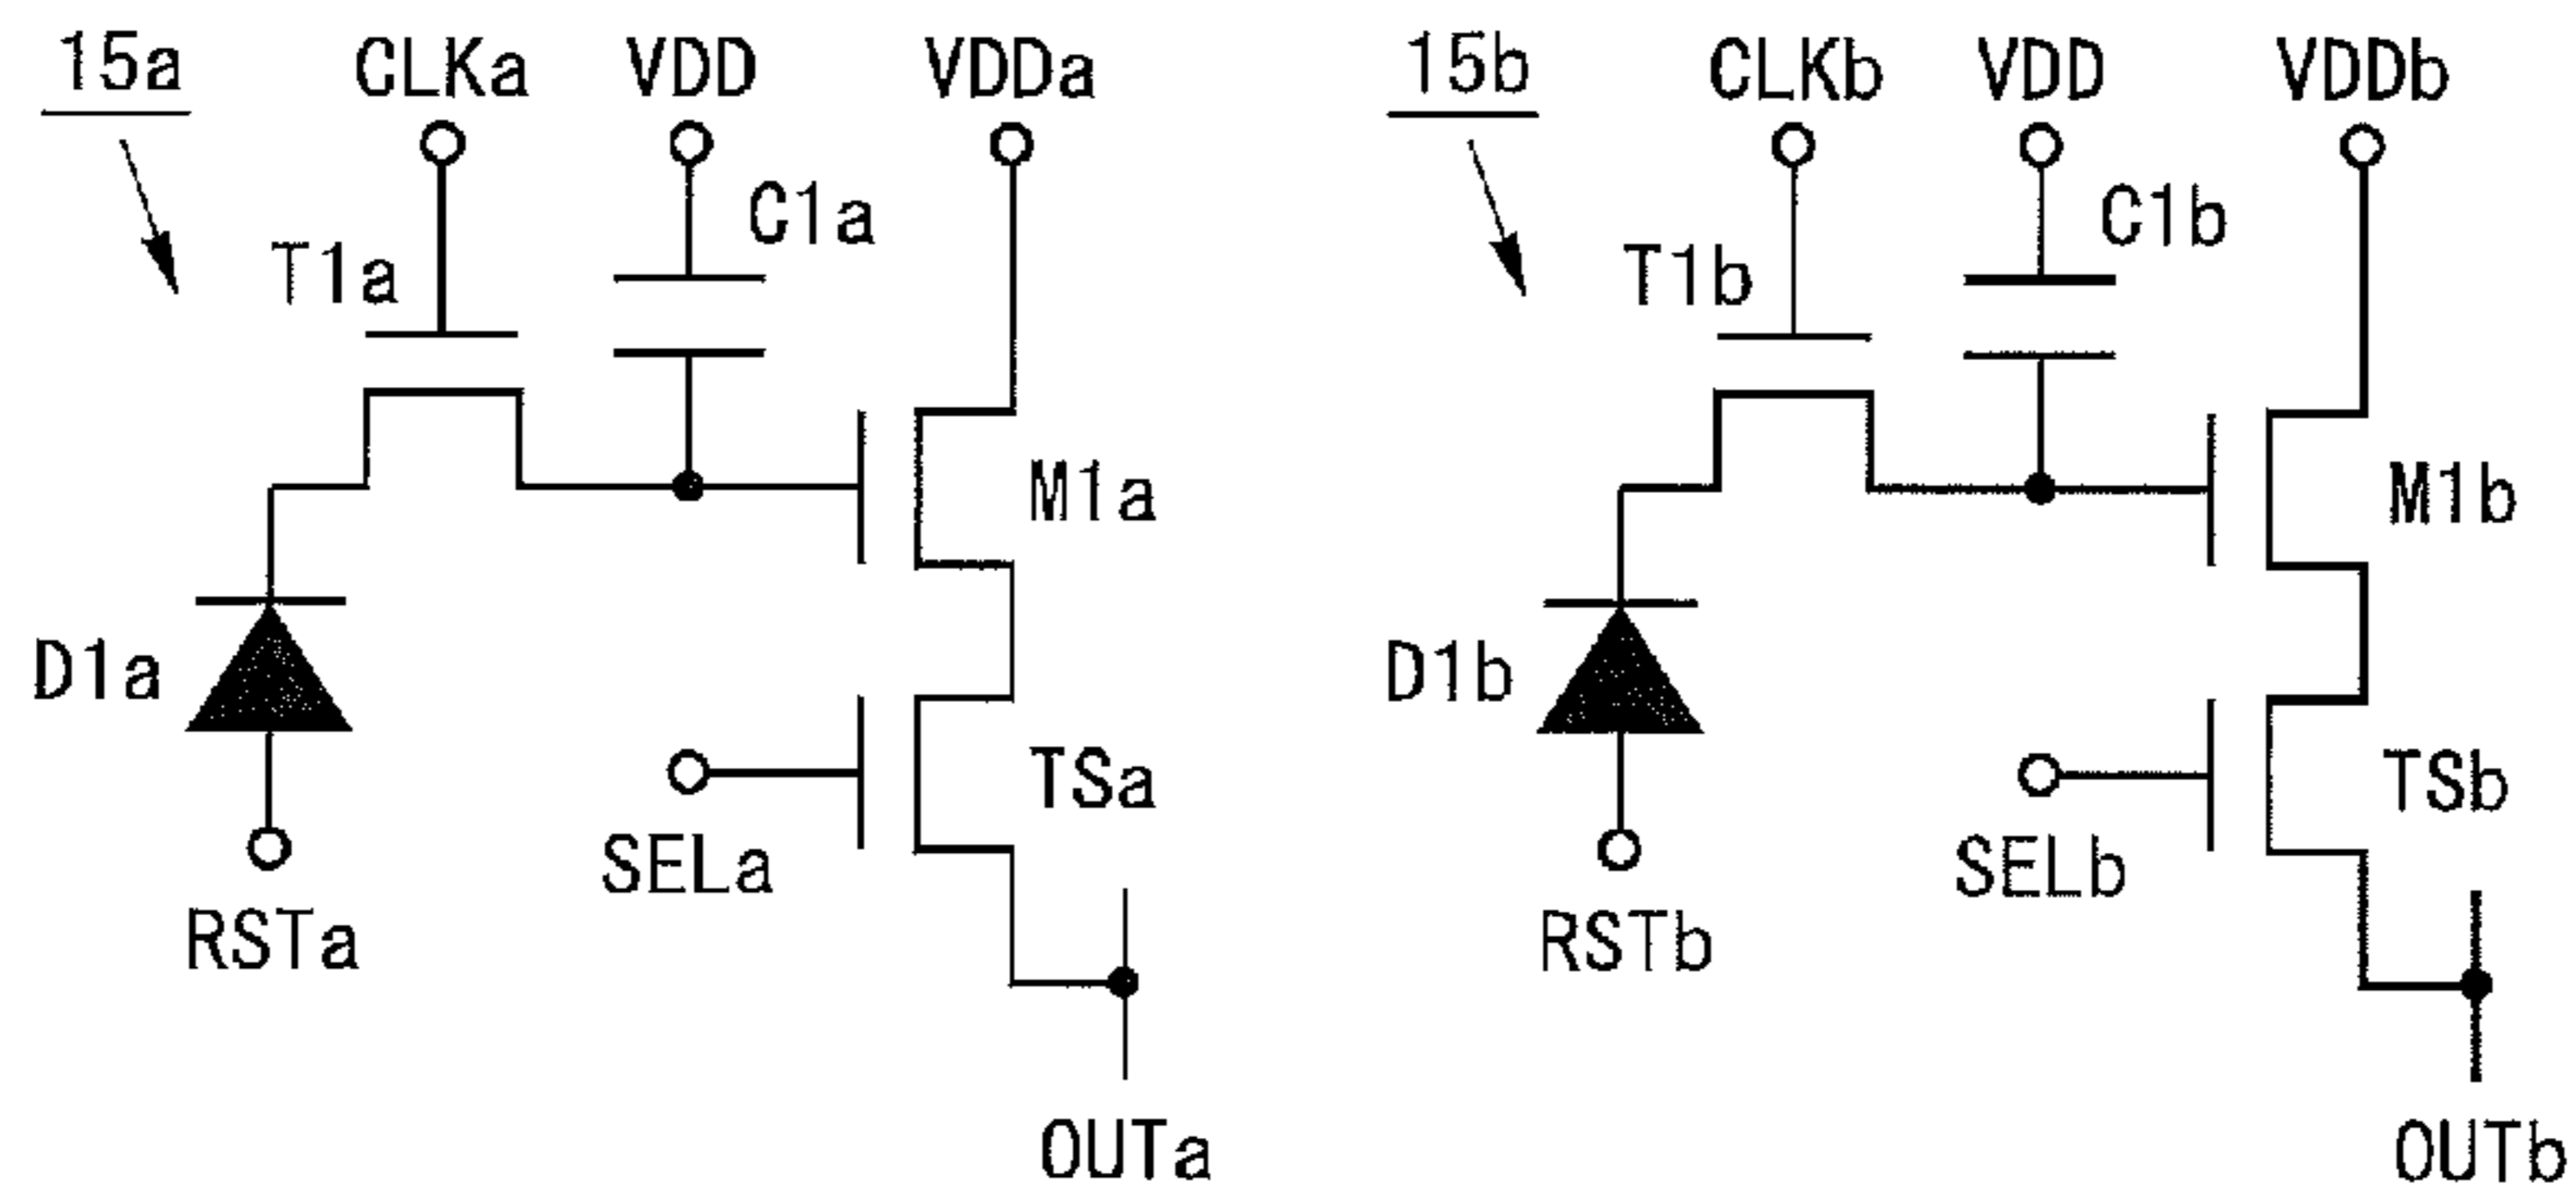 15a CLKa VDD VDDa
C1a
T1a
M1a
D1a
TSa
SELa
RSTa
OUTa
15b CLKb VDD VDDb
C1b
T1b
M1b
D1b
TSb
SELb
RSTb
OUTb